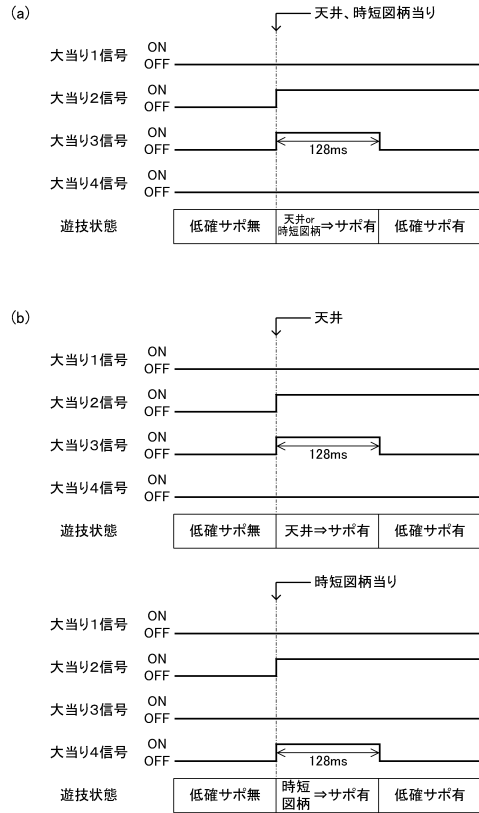 (a)
天井、時短図柄当り
大当り1信号 ON
OFF
大当り2信号 ON
OFF
大当り3信号 ON
OFF
128ms
大当り4信号 ON
OFF
遊技状態 低確サポ無 天井or時短図柄⇒サポ有 低確サポ有
(b)
天井
大当り1信号 ON
OFF
大当り2信号 ON
OFF
大当り3信号 ON
OFF
128ms
大当り4信号 ON
OFF
遊技状態 低確サポ無 天井⇒サポ有 低確サポ有
時短図柄当り
大当り1信号 ON
OFF
大当り2信号 ON
OFF
大当り3信号 ON
OFF
大当り4信号 ON
OFF
128ms
遊技状態 低確サポ無 時短図柄⇒サポ有 低確サポ有